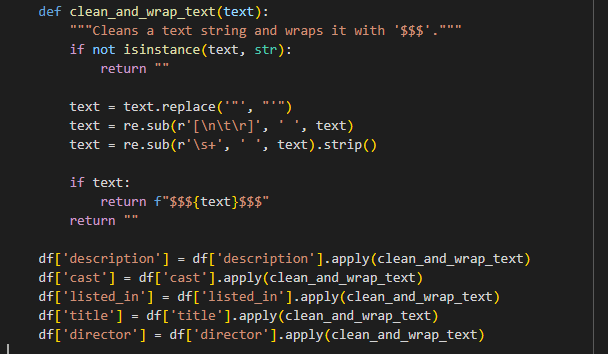 def clean_and_wrap_text(text):
    """Cleans a text string and wraps it with '$$$'."""
    if not isinstance(text, str):
        return ""

    text = text.replace('"', "'")
    text = re.sub(r'[\n\t\r]', ' ', text)
    text = re.sub(r'\s+', ' ', text).strip()

    if text:
        return f"$$${text}$$$"
    return ""

df['description'] = df['description'].apply(clean_and_wrap_text)
df['cast'] = df['cast'].apply(clean_and_wrap_text)
df['listed_in'] = df['listed_in'].apply(clean_and_wrap_text)
df['title'] = df['title'].apply(clean_and_wrap_text)
df['director'] = df['director'].apply(clean_and_wrap_text)